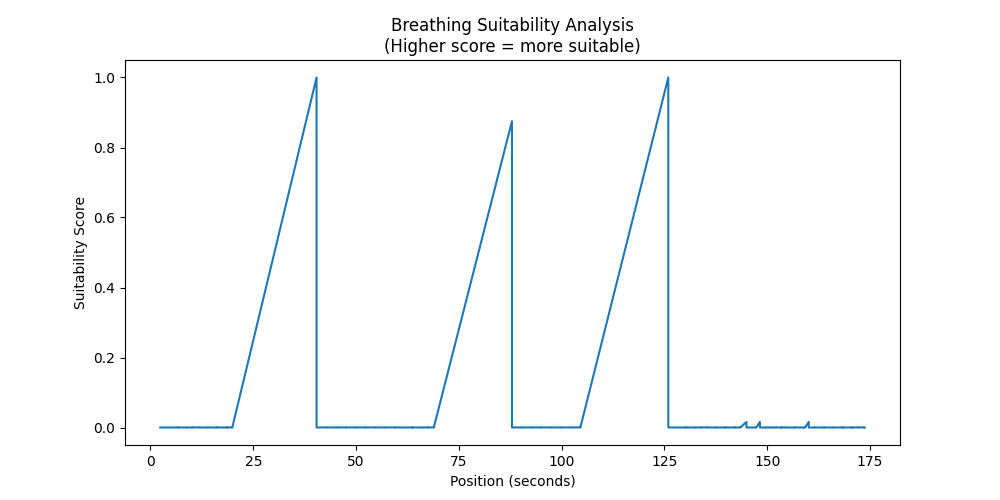 Breathing Suitability Analysis
(Higher score = more suitable)
Suitability Score
1.0
0.8
0.6
0.4
0.2
0.0
0 25 50 75 100 125 150 175
Position (seconds)